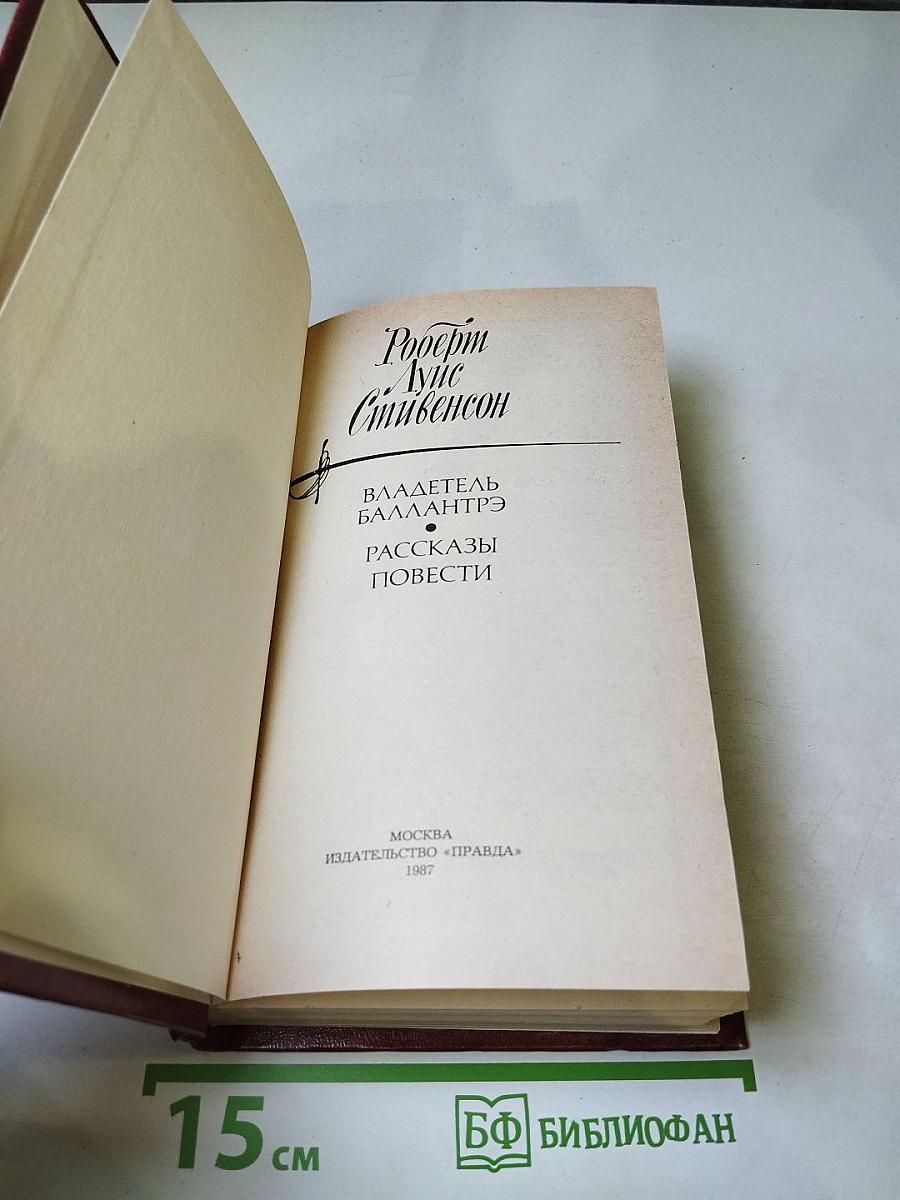 Роберт
Луис
Стивенсон
ВЛАДЕТЕЛЬ
БАЛЛАНТРЭ
•
РАССКАЗЫ
ПОВЕСТИ
МОСКВА
ИЗДАТЕЛЬСТВО «ПРАВДА»
1987
15 см
БФ БИБЛИОФАН